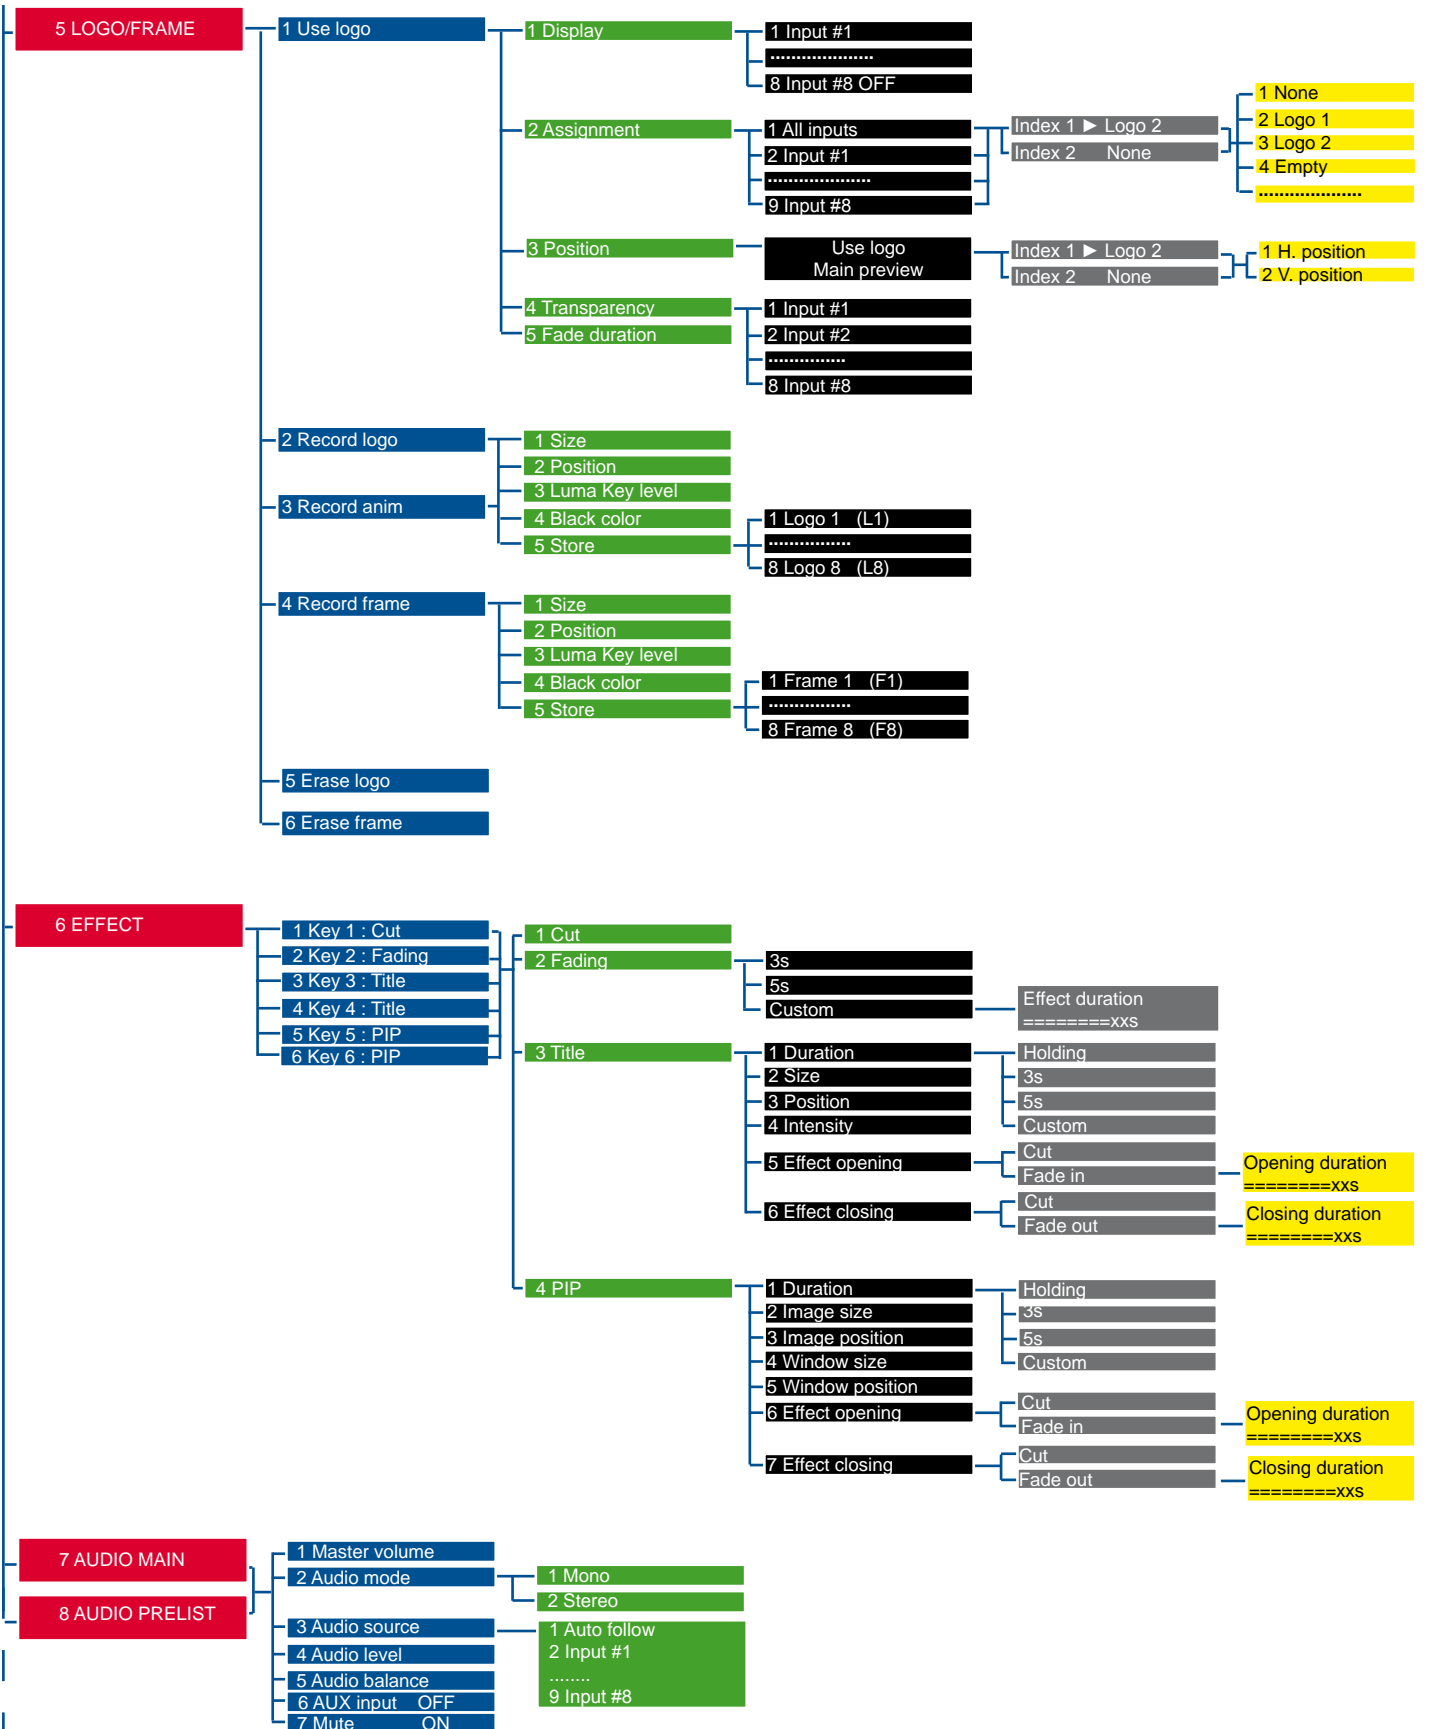 5 LOGO/FRAME
1 Use logo
1 Display
1 Input #1
....................
8 Input #8 OFF
2 Assignment
1 All inputs
2 Input #1
....................
9 Input #8
Index 1 ► Logo 2
Index 2 None
1 None
2 Logo 1
3 Logo 2
4 Empty
....................
3 Position
Use logo
Main preview
Index 1 ► Logo 2
Index 2 None
1 H. position
2 V. position
4 Transparency
5 Fade duration
1 Input #1
2 Input #2
...............
8 Input #8
2 Record logo
3 Record anim
1 Size
2 Position
3 Luma Key level
4 Black color
5 Store
1 Logo 1 (L1)
................
8 Logo 8 (L8)
4 Record frame
1 Size
2 Position
3 Luma Key level
4 Black color
5 Store
1 Frame 1 (F1)
................
8 Frame 8 (F8)
5 Erase logo
6 Erase frame
6 EFFECT
1 Key 1 : Cut
2 Key 2 : Fading
3 Key 3 : Title
4 Key 4 : Title
5 Key 5 : PIP
6 Key 6 : PIP
1 Cut
2 Fading
3s
5s
Custom
Effect duration
========xxs
3 Title
1 Duration
2 Size
3 Position
4 Intensity
5 Effect opening
6 Effect closing
Holding
3s
5s
Custom
Cut
Fade in
Opening duration
========xxs
Cut
Fade out
Closing duration
========xxs
4 PIP
1 Duration
2 Image size
3 Image position
4 Window size
5 Window position
6 Effect opening
7 Effect closing
Holding
3s
5s
Custom
Cut
Fade in
Opening duration
========xxs
Cut
Fade out
Closing duration
========xxs
7 AUDIO MAIN
8 AUDIO PRELIST
1 Master volume
2 Audio mode
1 Mono
2 Stereo
3 Audio source
4 Audio level
5 Audio balance
6 AUX input OFF
7 Mute ON
1 Auto follow
2 Input #1
........
9 Input #8